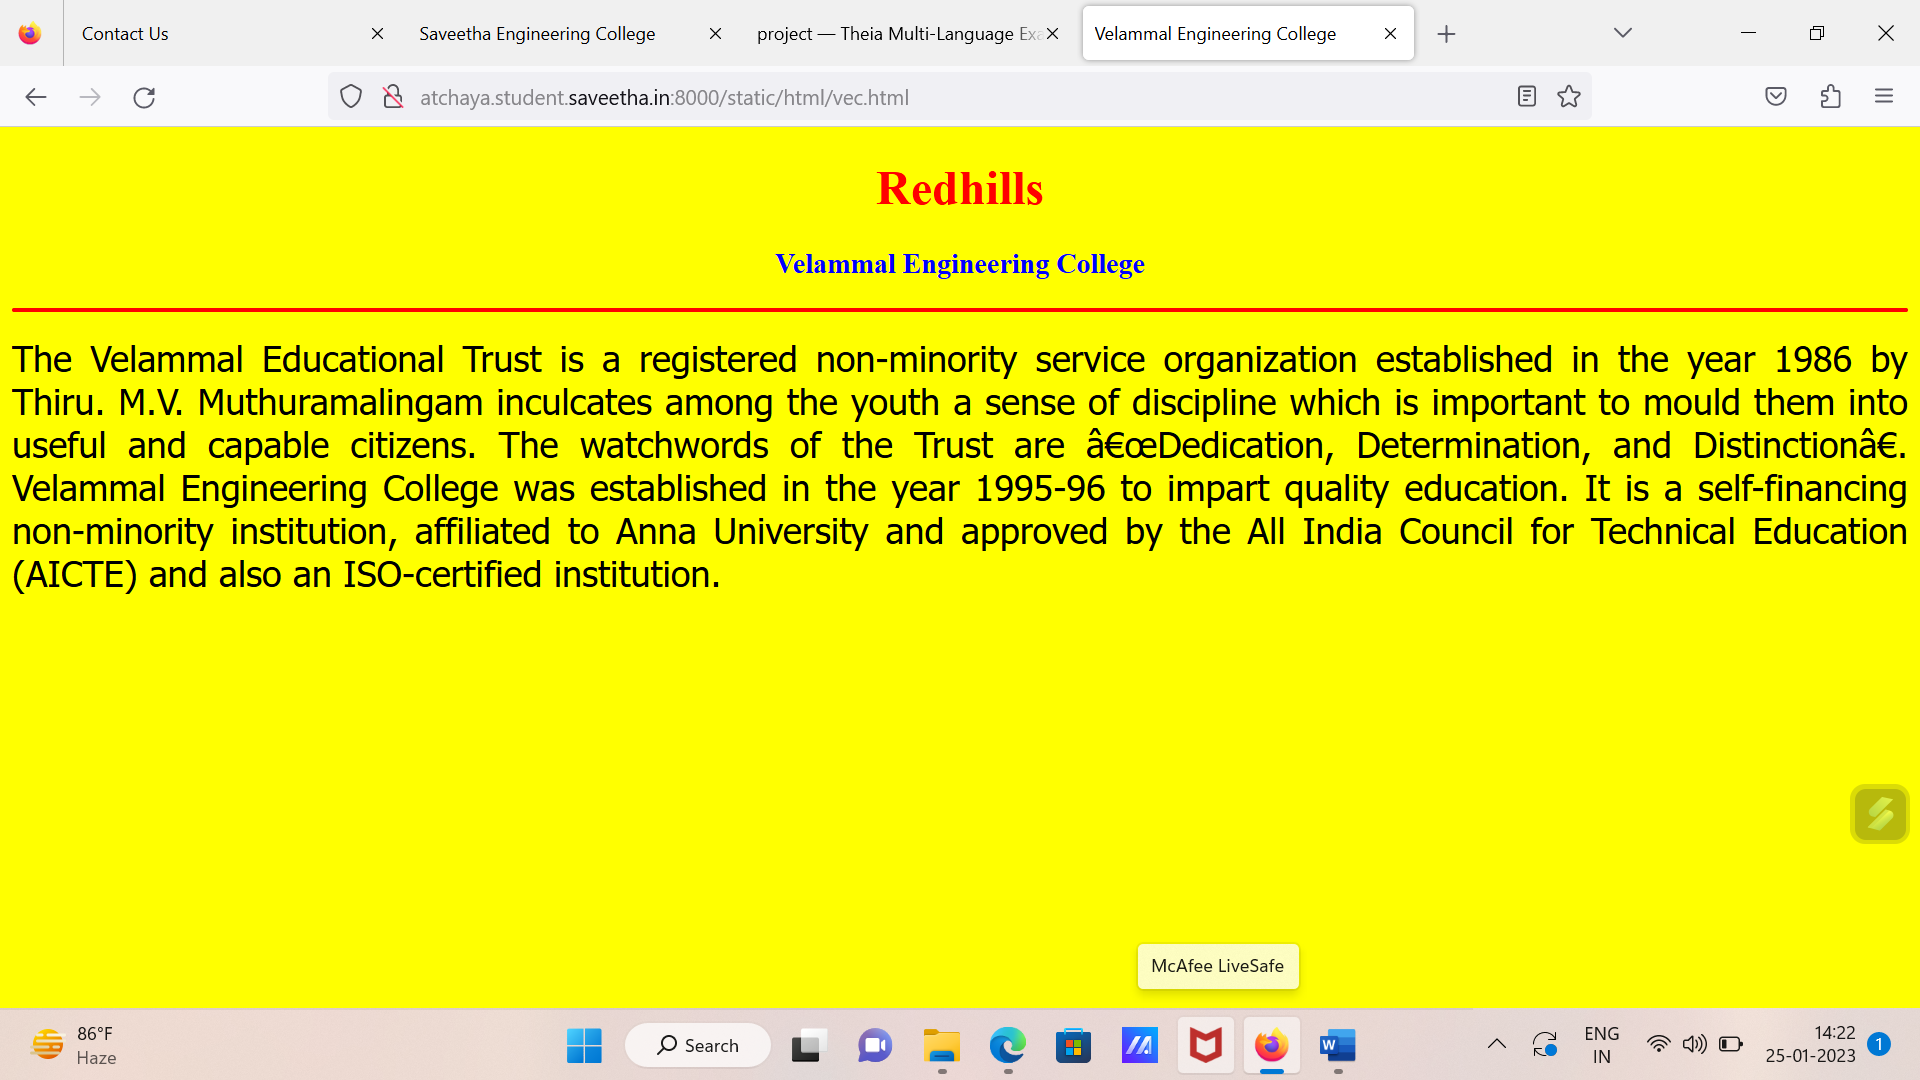 Contact Us
Saveetha Engineering College
project — Theia Multi-Language Exa
Velammal Engineering College
atchaya.student.saveetha.in:8000/static/html/vec.html
Redhills
Velammal Engineering College
The Velammal Educational Trust is a registered non-minority service organization established in the year 1986 by
Thiru. M.V. Muthuramalingam inculcates among the youth a sense of discipline which is important to mould them into
useful and capable citizens. The watchwords of the Trust are â€œDedication, Determination, and Distinctionâ€.
Velammal Engineering College was established in the year 1995-96 to impart quality education. It is a self-financing
non-minority institution, affiliated to Anna University and approved by the All India Council for Technical Education
(AICTE) and also an ISO-certified institution.
McAfee LiveSafe
86°F
Haze
Search
W
ENG
IN
14:22
25-01-2023
1